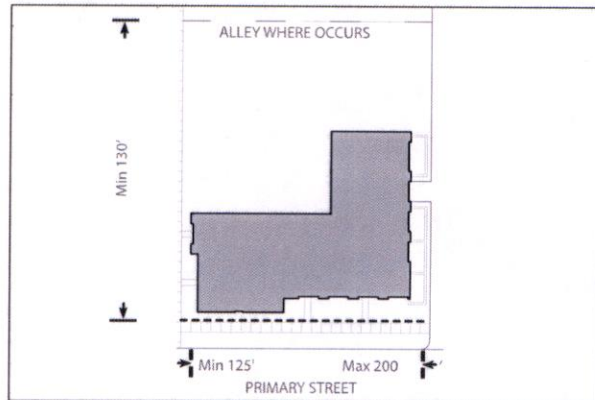 ALLEY WHERE OCCURS
Min 130'
Min 125' Max 200 '
PRIMARY STREET